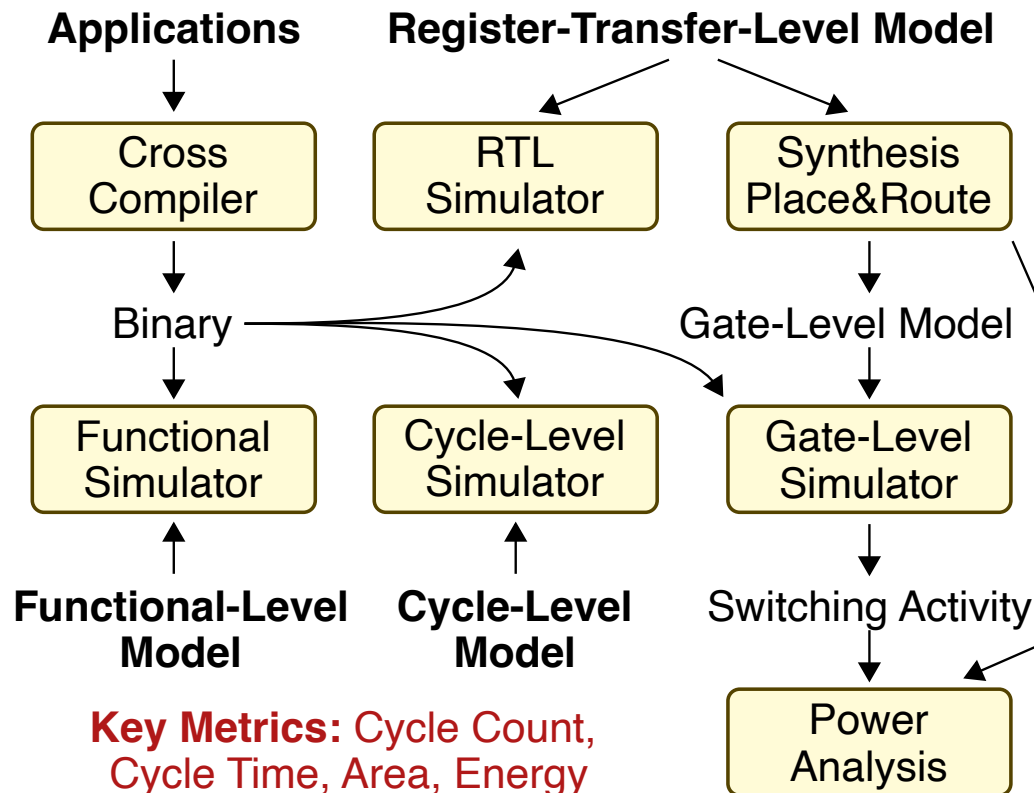 Applications
Register-Transfer-Level Model
Cross
Compiler
RTL
Simulator
Synthesis
Place&Route
Binary
Gate-Level Model
Functional
Simulator
Cycle-Level
Simulator
Gate-Level
Simulator
Functional-Level
Model
Cycle-Level
Model
Switching Activity
Key Metrics: Cycle Count,
Cycle Time, Area, Energy
Power
Analysis